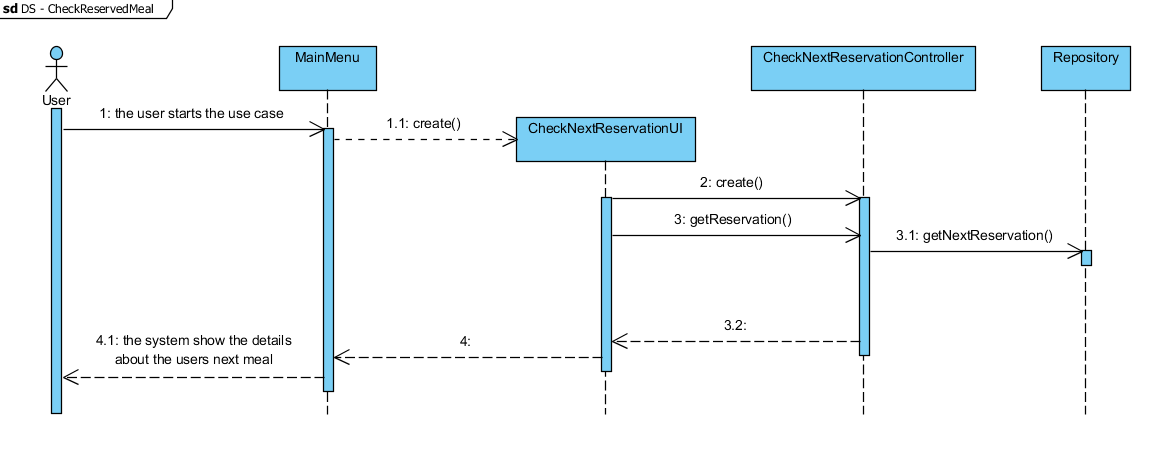 sd DS - CheckReservedMeal
MainMenu
CheckNextReservationController
Repository
User
1: the user starts the use case
1.1: create()
CheckNextReservationUI
2: create()
3: getReservation()
3.1: getNextReservation()
3.2:
4:
4.1: the system show the details
about the users next meal